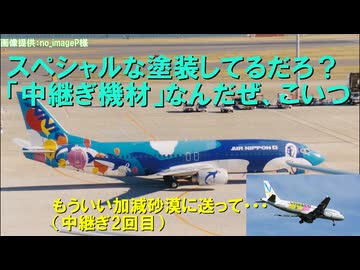 画像提供：no_imageP様
スペシャルな塗装してるだろ？
「中継ぎ機材」なんだぜ、こいつ
AIR NIPPON
もういい加減砂漠に送って・・・
（中継ぎ2回目）